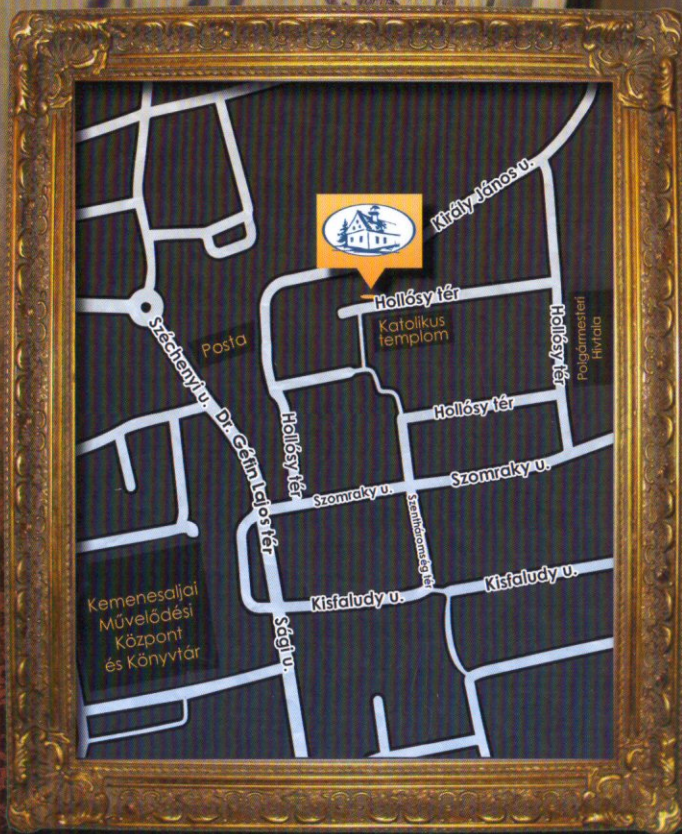 Király János u.
Hollósy tér
Katolikus
templom
Hollósy tér
Polgármesteri
Hivtala
Posta
Széchenyi u.
Dr. Géfin Lajos tér
Hollósy tér
Hollósy tér
Szomraky u.
Szomraky u.
Szentháromság tér
Kisfaludy u.
Kisfaludy u.
Kemenesaljai
Művelődési
Központ
és Könyvtár
Sági u.